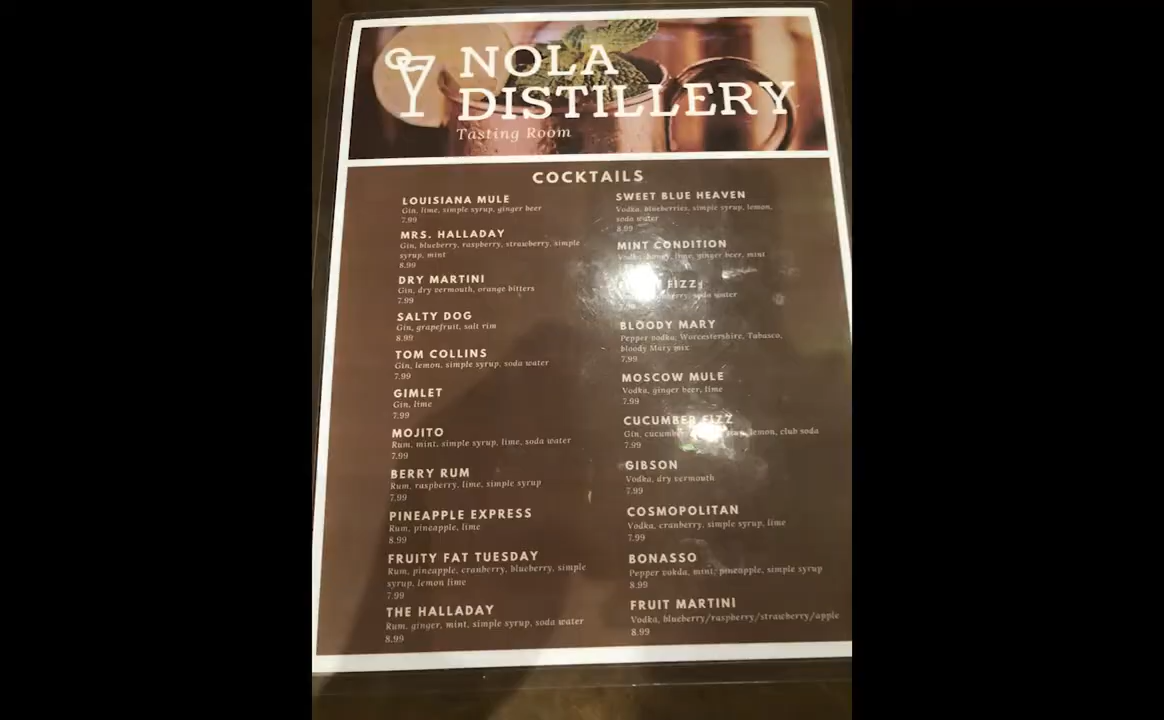 NOLA
DISTILLERY
Tasting Room
COCKTAILS
LOUISIANA MULE
Gin, lime, simple syrup, ginger beer
7.99
MRS. HALLADAY
Gin, blueberry, raspberry, strawberry, simple
syrup, mint
8.99
DRY MARTINI
Gin, dry vermouth, orange bitters
7.99
SALTY DOG
Gin, grapefruit, salt rim
8.99
TOM COLLINS
Gin, lemon, simple syrup, soda water
7.99
GIMLET
Gin, lime
7.99
MOJITO
Rum, mint, simple syrup, lime, soda water
7.99
BERRY RUM
Rum, raspberry, lime, simple syrup
7.99
PINEAPPLE EXPRESS
Rum, pineapple, lime
8.99
FRUITY FAT TUESDAY
Rum, pineapple, cranberry, blueberry, simple
syrup, lemon lime
7.99
THE HALLADAY
Rum, ginger, mint, simple syrup, soda water
8.99
SWEET BLUE HEAVEN
Vodka, blueberries, simple syrup, lemon,
soda water
8.99
MINT CONDITION
Vodka, honey, lime, ginger beer, mint
FIZZ
soda water
BLOODY MARY
Pepper vodka, Worcestershire, Tabasco,
bloody Mary mix
7.99
MOSCOW MULE
Vodka, ginger beer, lime
7.99
CUCUMBER FIZZ
Gin, cucumber, lemon, club soda
7.99
GIBSON
Vodka, dry vermouth
7.99
COSMOPOLITAN
Vodka, cranberry, simple syrup, lime
7.99
BONASSO
Pepper vokda, mint, pineapple, simple syrup
8.99
FRUIT MARTINI
Vodka, blueberry/raspberry/strawberry/apple
8.99